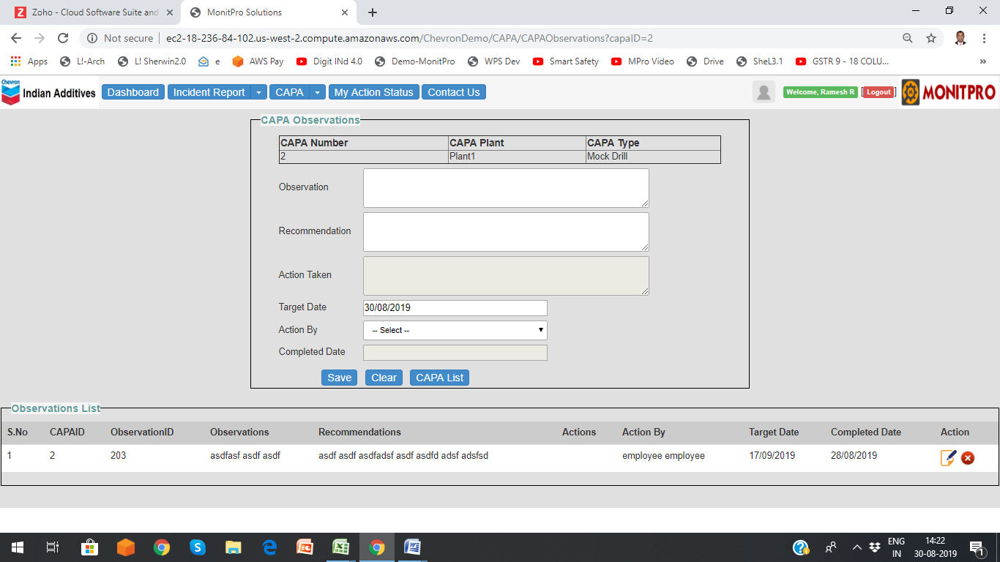 Zoho - Cloud Software Suite and
MonitPro Solutions
Not secure
ec2-18-236-84-102.us-west-2.compute.amazonaws.com/ChevronDemo/CAPA/CAPAObservations?capaID=2
Apps L!-Arch L! Sherwin2.0 e AWS Pay Digit INd 4.0 Demo-MonitPro WPS Dev Smart Safety MPro Video Drive SheL3.1 GSTR 9 - 18 COLU... »
Chevron
Indian Additives Dashboard Incident Report CAPA My Action Status Contact Us Welcome, Ramesh R [Logout] MONITPRO
CAPA Observations
CAPA Number CAPA Plant CAPA Type
2 Plant1 Mock Drill
Observation
Recommendation
Action Taken
Target Date 30/08/2019
Action By -- Select --
Completed Date
Save Clear CAPA List
Observations List
S.No CAPAID ObservationID Observations Recommendations Actions Action By Target Date Completed Date Action
1 2 203 asdfasf asdf asdf asdf asdf asdfadsf asdf asdfd adsf adsfsd employee employee 17/09/2019 28/08/2019
ENG 14:22
IN 30-08-2019 1